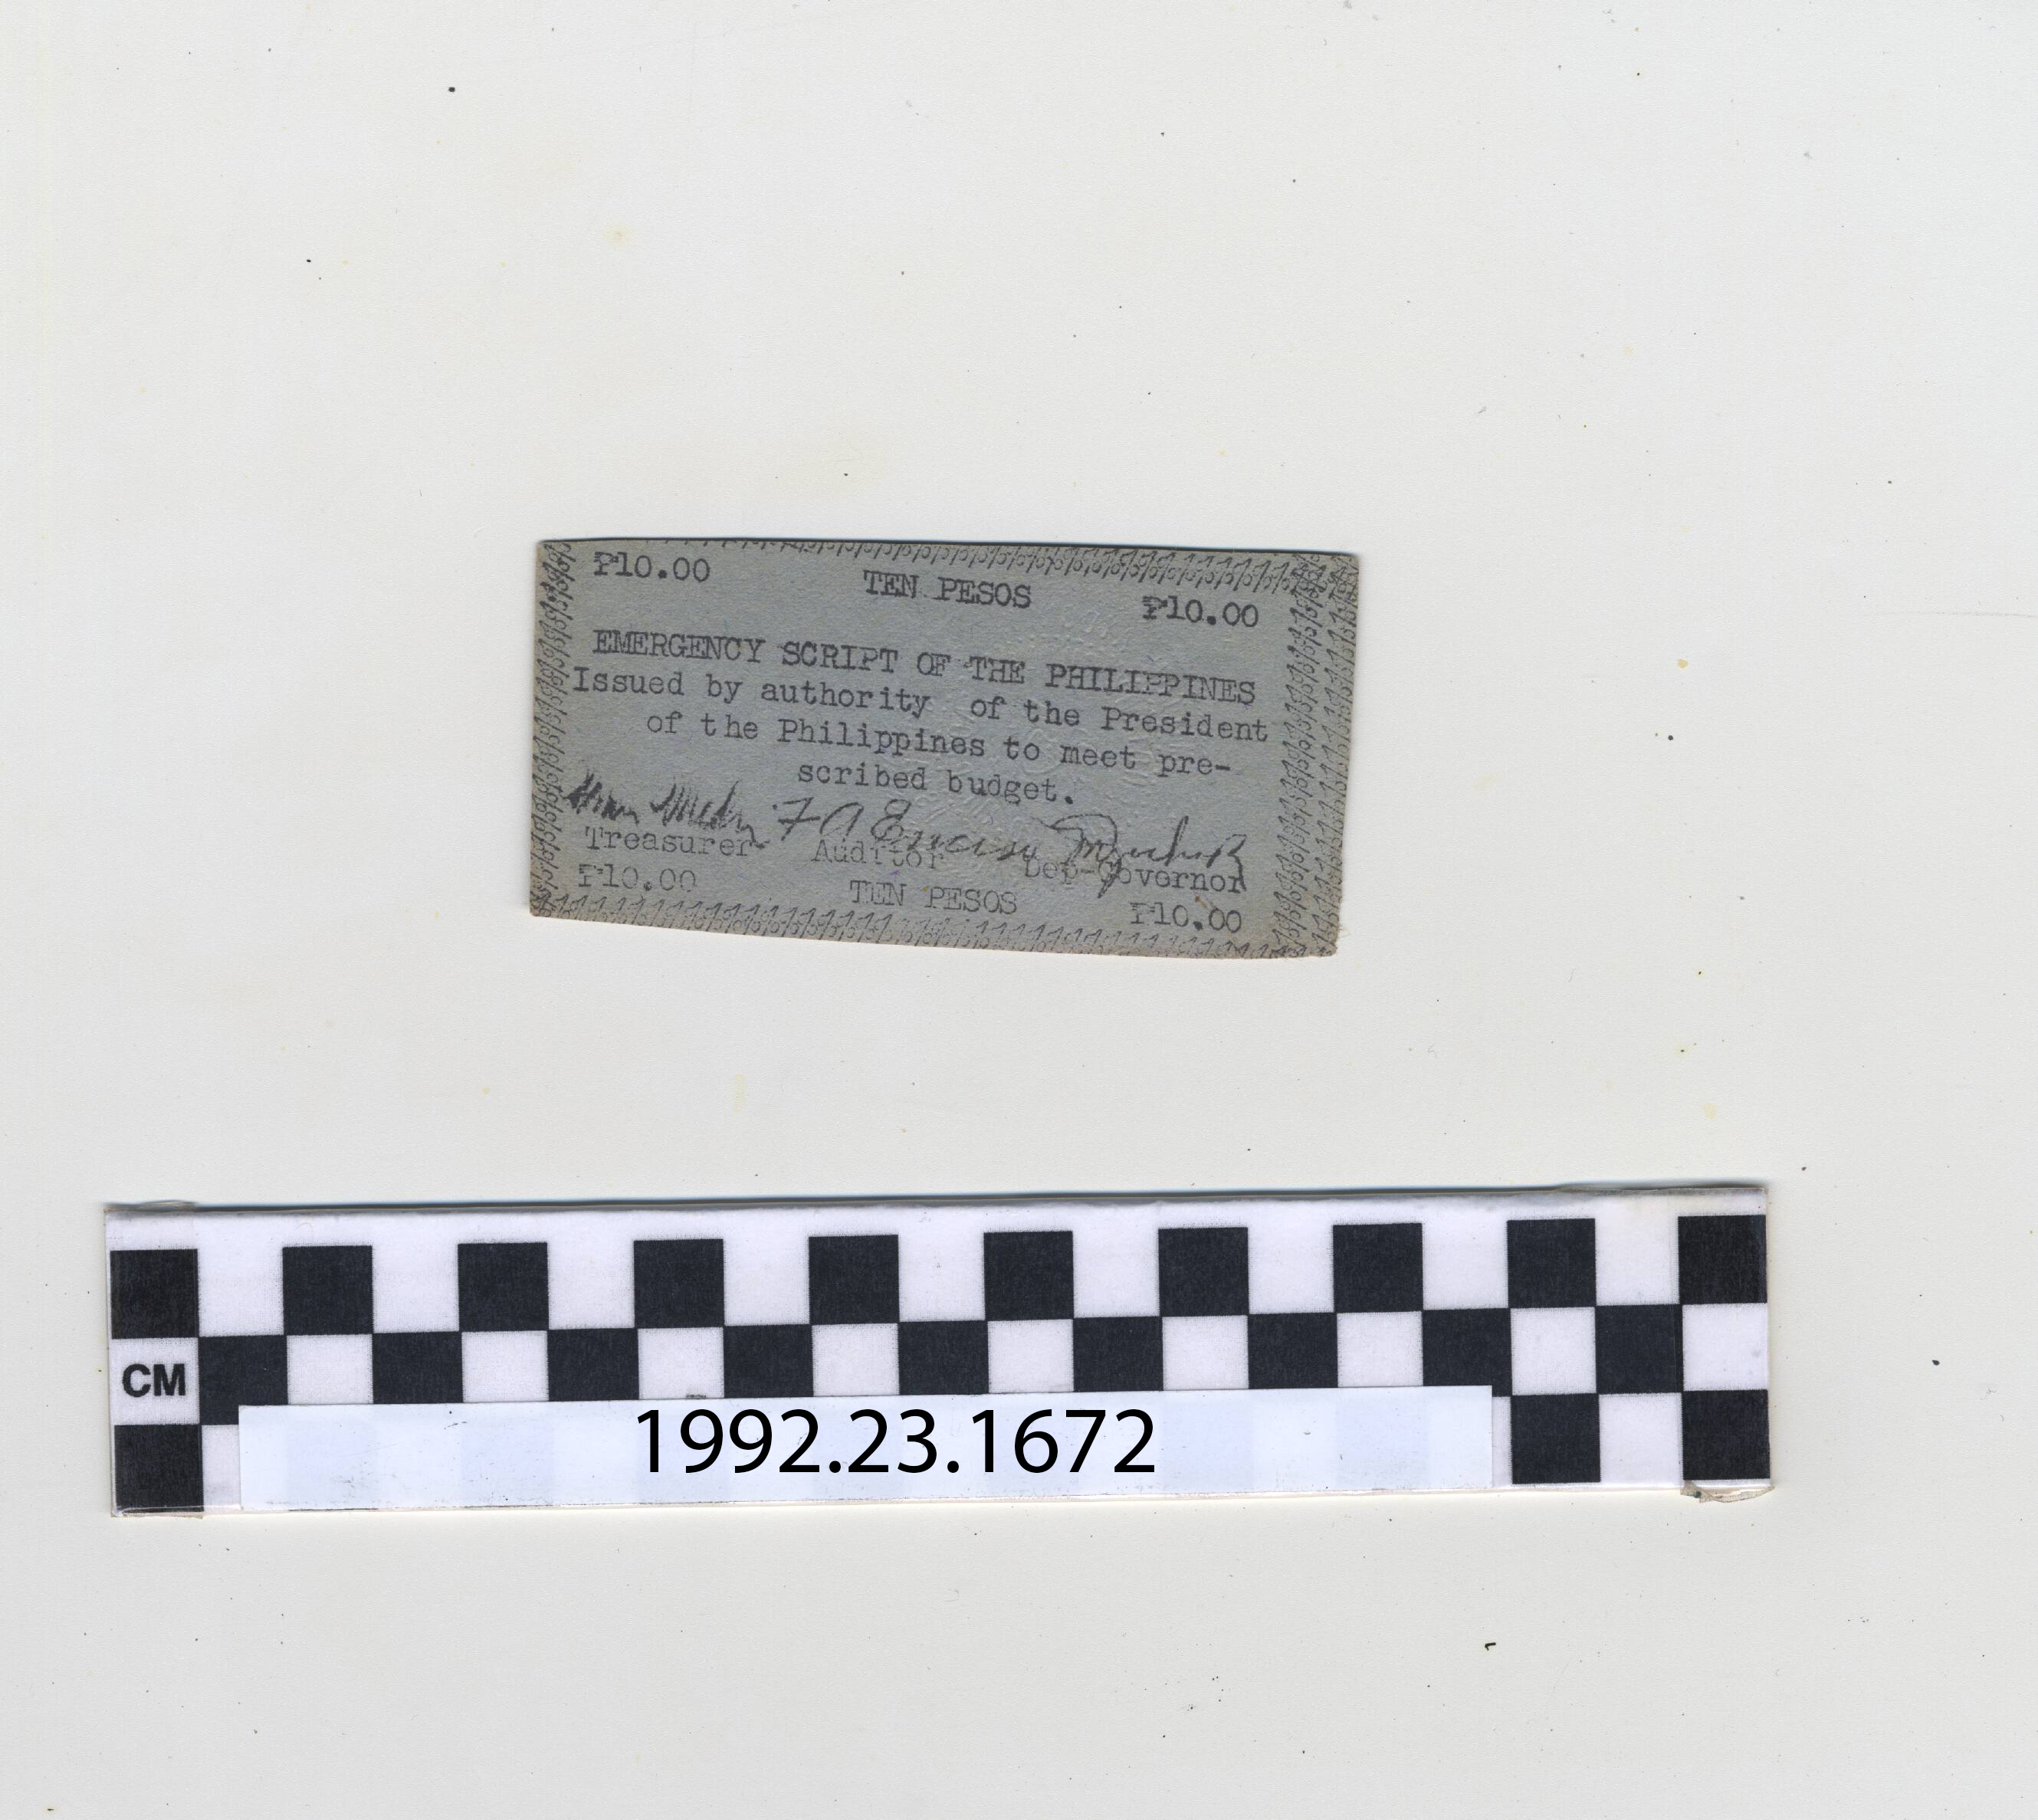 ₱10.00 TEN PESOS ₱10.00
EMERGENCY SCRIPT OF THE PHILIPPINES
Issued by authority of the President
of the Philippines to meet pre-
scribed budget.
F A Enciso
Treasurer Auditor Dep-Governor
₱10.00 TEN PESOS ₱10.00
CM
1992.23.1672